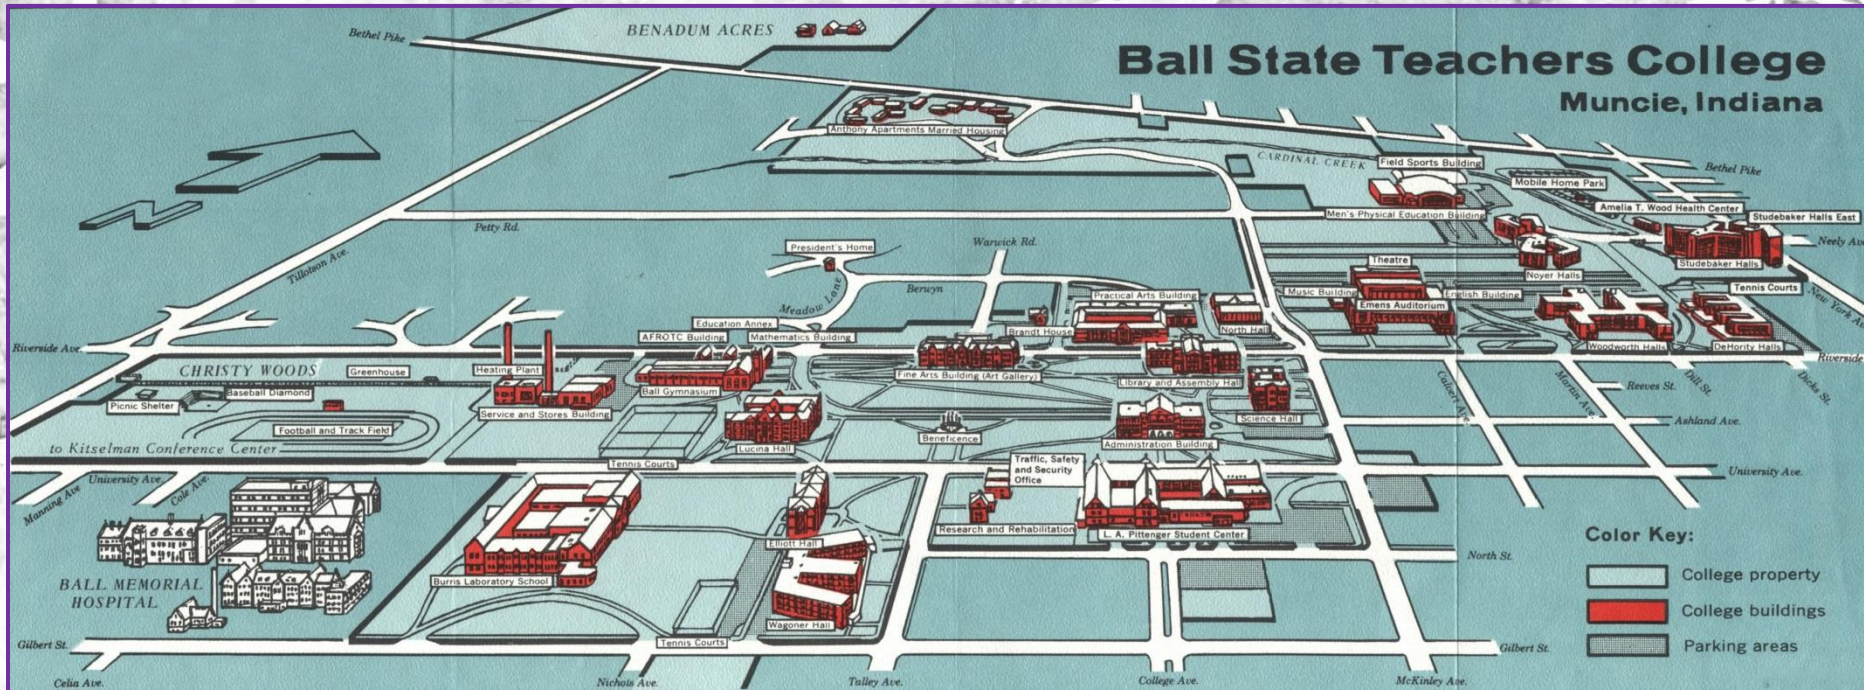 Ball State Teachers College
Muncie, Indiana
BENADUM ACRES
Bethel Pike
Anthony Apartments Married Housing
CARDINAL CREEK
Field Sports Building
Mobile Home Park
Bethel Pike
Men's Physical Education Building
Amelia T. Wood Health Center
Studebaker Halls East
Neely Ave
Studebaker Halls
Noyer Halls
N
Petty Rd.
Tillotson Ave.
President's Home
Warwick Rd.
Meadow Lane
Berwyn
Theatre
Music Building
Emens Auditorium
English Building
Tennis Courts
New York Av
Practical Arts Building
Brandt House
North Hall
Woodworth Halls
DeHority Halls
Riverside Ave.
Riverside
Education Annex
AFROTC Building
Mathematics Building
CHRISTY WOODS
Greenhouse
Heating Plant
Ball Gymnasium
Fine Arts Building (Art Gallery)
Library and Assembly Hall
Science Hall
Picnic Shelter
Baseball Diamond
Service and Stores Building
Football and Track Field
Calvert Ave.
Martin Ave.
Dill St.
Dicks St.
Reeves St.
Ashland Ave.
to Kitselman Conference Center
Lucina Hall
Beneficence
Administration Building
Tennis Courts
Traffic, Safety
and Security
Office
University Ave.
Manning Ave
University Ave.
Cole Ave.
Research and Rehabilitation
L. A. Pittenger Student Center
Elliott Hall
Burris Laboratory School
BALL MEMORIAL
HOSPITAL
Wagoner Hall
Tennis Courts
North St.
Color Key:
College property
College buildings
Parking areas
Gilbert St.
Gilbert St.
Celia Ave.
Nichols Ave.
Talley Ave.
College Ave.
McKinley Ave.